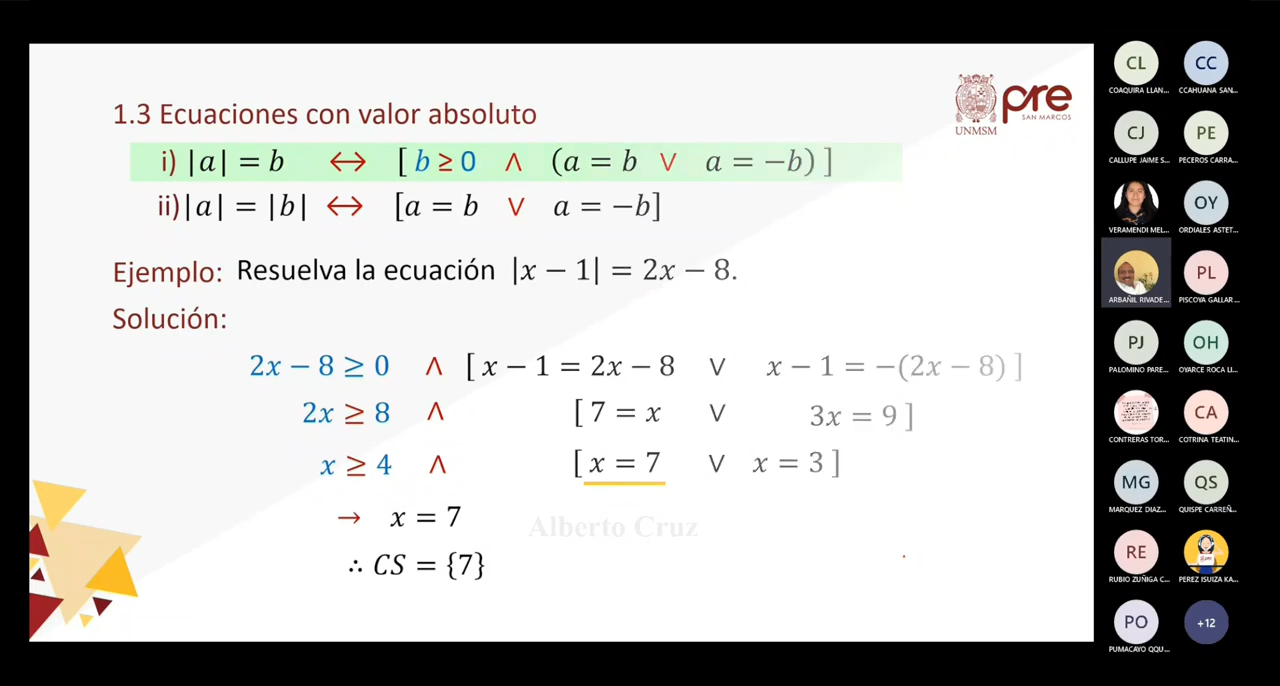 1.3 Ecuaciones con valor absoluto
i) |a| = b ↔ [ b ≥ 0 ∧ (a = b ∨ a = −b) ]
ii)|a| = |b| ↔ [a = b ∨ a = −b]
Ejemplo: Resuelva la ecuación |x − 1| = 2x − 8.
Solución:
2x − 8 ≥ 0 ∧ [ x − 1 = 2x − 8 ∨ x − 1 = −(2x − 8) ]
2x ≥ 8 ∧ [ 7 = x ∨ 3x = 9 ]
x ≥ 4 ∧ [ x = 7 ∨ x = 3 ]
→ x = 7
∴ CS = {7}
Alberto Cruz
UNMSM
pre
SAN MARCOS
CL CC
COAQUIRA LLAN... CCAHUANA SAN...
CJ PE
CALLUPE JAIME S... PECEROS CARRA...
OY
VERAMENDI MEL... ORDIALES ASTET...
PL
ARBAÑIL RIVADE... PISCOYA GALLAR...
PJ OH
PALOMINO PARE... OYARCE ROCA LI...
CA
CONTRERAS TOR... COTRINA TEATIN...
MG QS
MARQUEZ DIAZ... QUISPE CARREÑ...
RE
RUBIO ZUÑIGA C... PEREZ ISUIZA KA...
PO +12
PUMACAYO QQU...